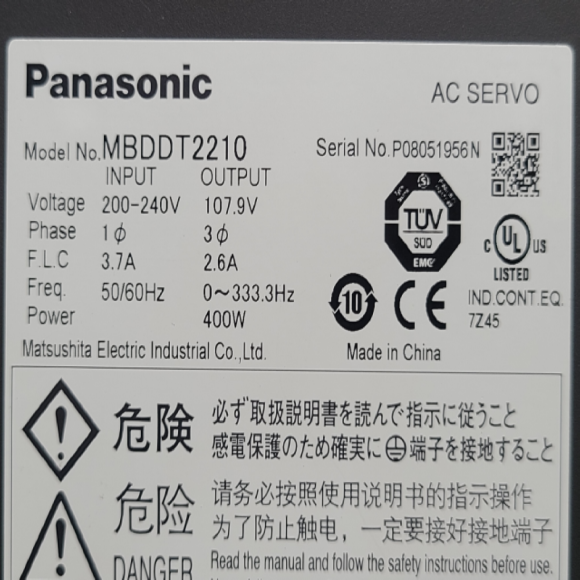 Panasonic AC SERVO
Model No. MBDDT2210 Serial No. P08051956N
INPUT OUTPUT
Voltage 200-240V 107.9V
Phase 1ϕ 3ϕ
F.L.C 3.7A 2.6A
Freq. 50/60Hz 0~333.3Hz
Power 400W
TÜV
SÜD
EMC
C UL US
LISTED
IND.CONT.EQ.
7Z45
10
CE
Matsushita Electric Industrial Co.,Ltd. Made in China
危険
必ず取扱説明書を読んで指示に従うこと
感電保護のため確実に⏚端子を接地すること
危险
请务必按照使用说明书的指示操作
为了防止触电，一定要接好接地端子
DANGER
Read the manual and follow the safety instructions before use.